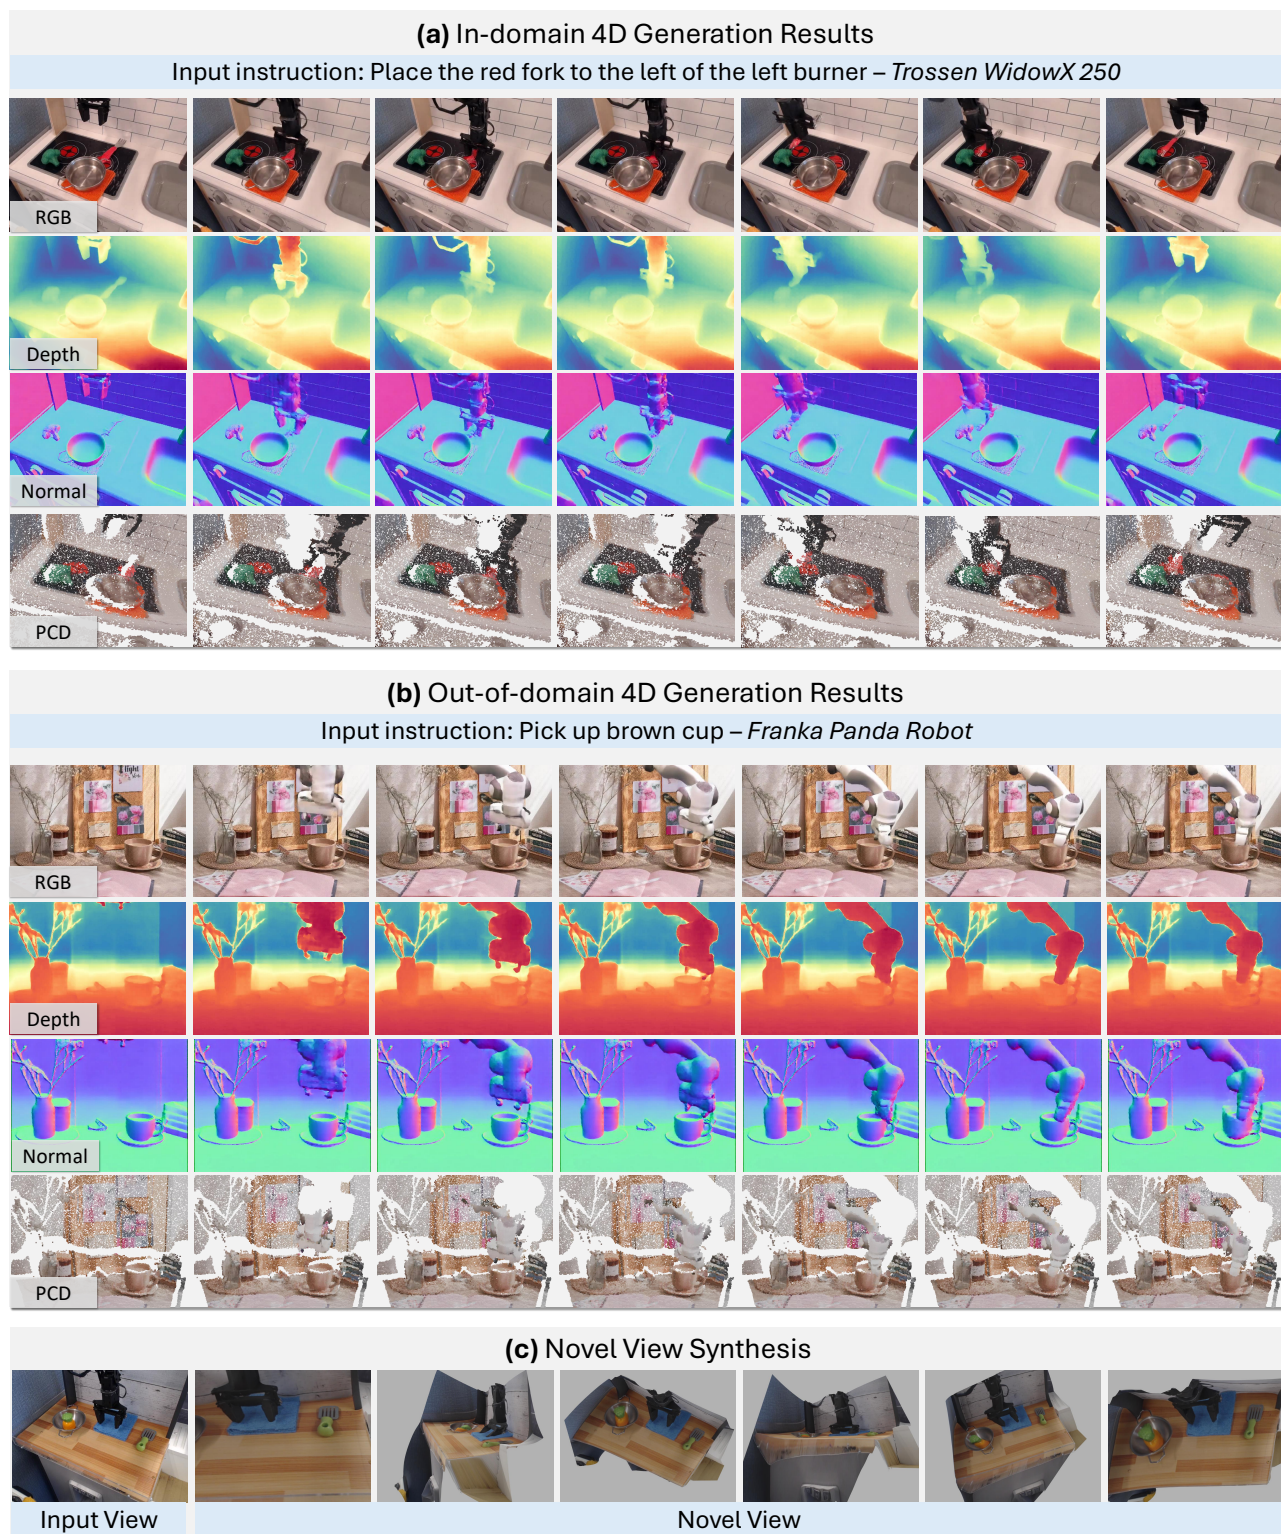 (a) In-domain 4D Generation Results
Input instruction: Place the red fork to the left of the left burner – Trossen WidowX 250
RGB
Depth
Normal
PCD
(b) Out-of-domain 4D Generation Results
Input instruction: Pick up brown cup – Franka Panda Robot
light
RGB
Depth
Normal
PCD
(c) Novel View Synthesis
Input View
Novel View